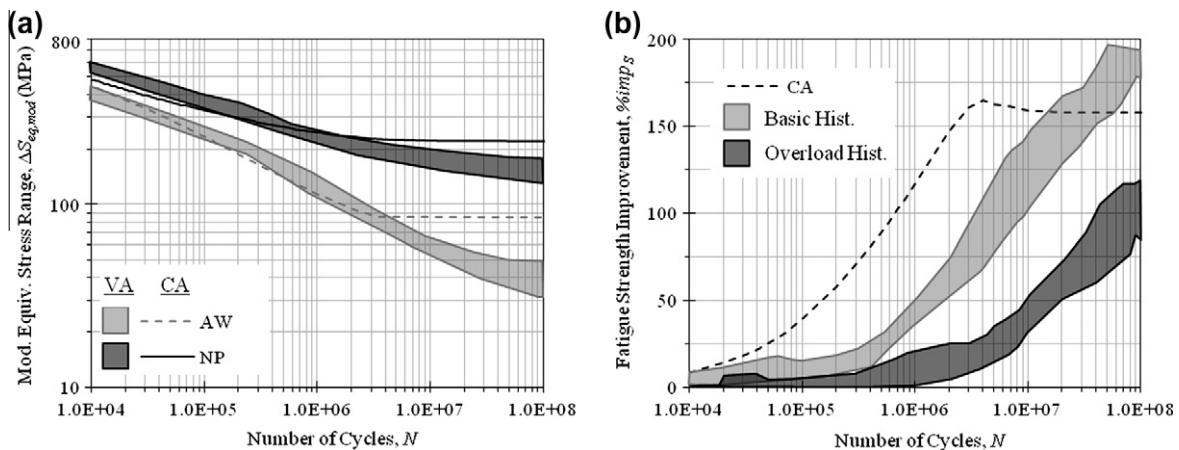 (a)
800
100
10
Mod. Equiv. Stress Range, ΔS_eq,mod (MPa)
VA CA
AW
NP
1.0E+04 1.0E+05 1.0E+06 1.0E+07 1.0E+08
Number of Cycles, N
(b)
200
150
100
50
0
Fatigue Strength Improvement, %imp_S
CA
Basic Hist.
Overload Hist.
1.0E+04 1.0E+05 1.0E+06 1.0E+07 1.0E+08
Number of Cycles, N